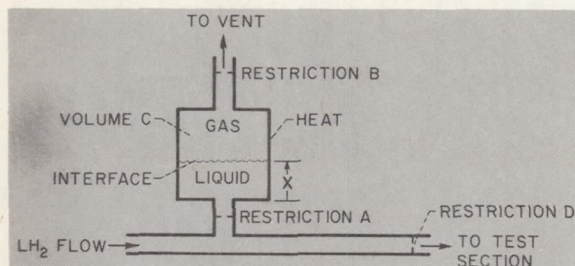 TO VENT
RESTRICTION B
VOLUME C
GAS
HEAT
INTERFACE
LIQUID
X
RESTRICTION A
RESTRICTION D
LH₂ FLOW
TO TEST
SECTION